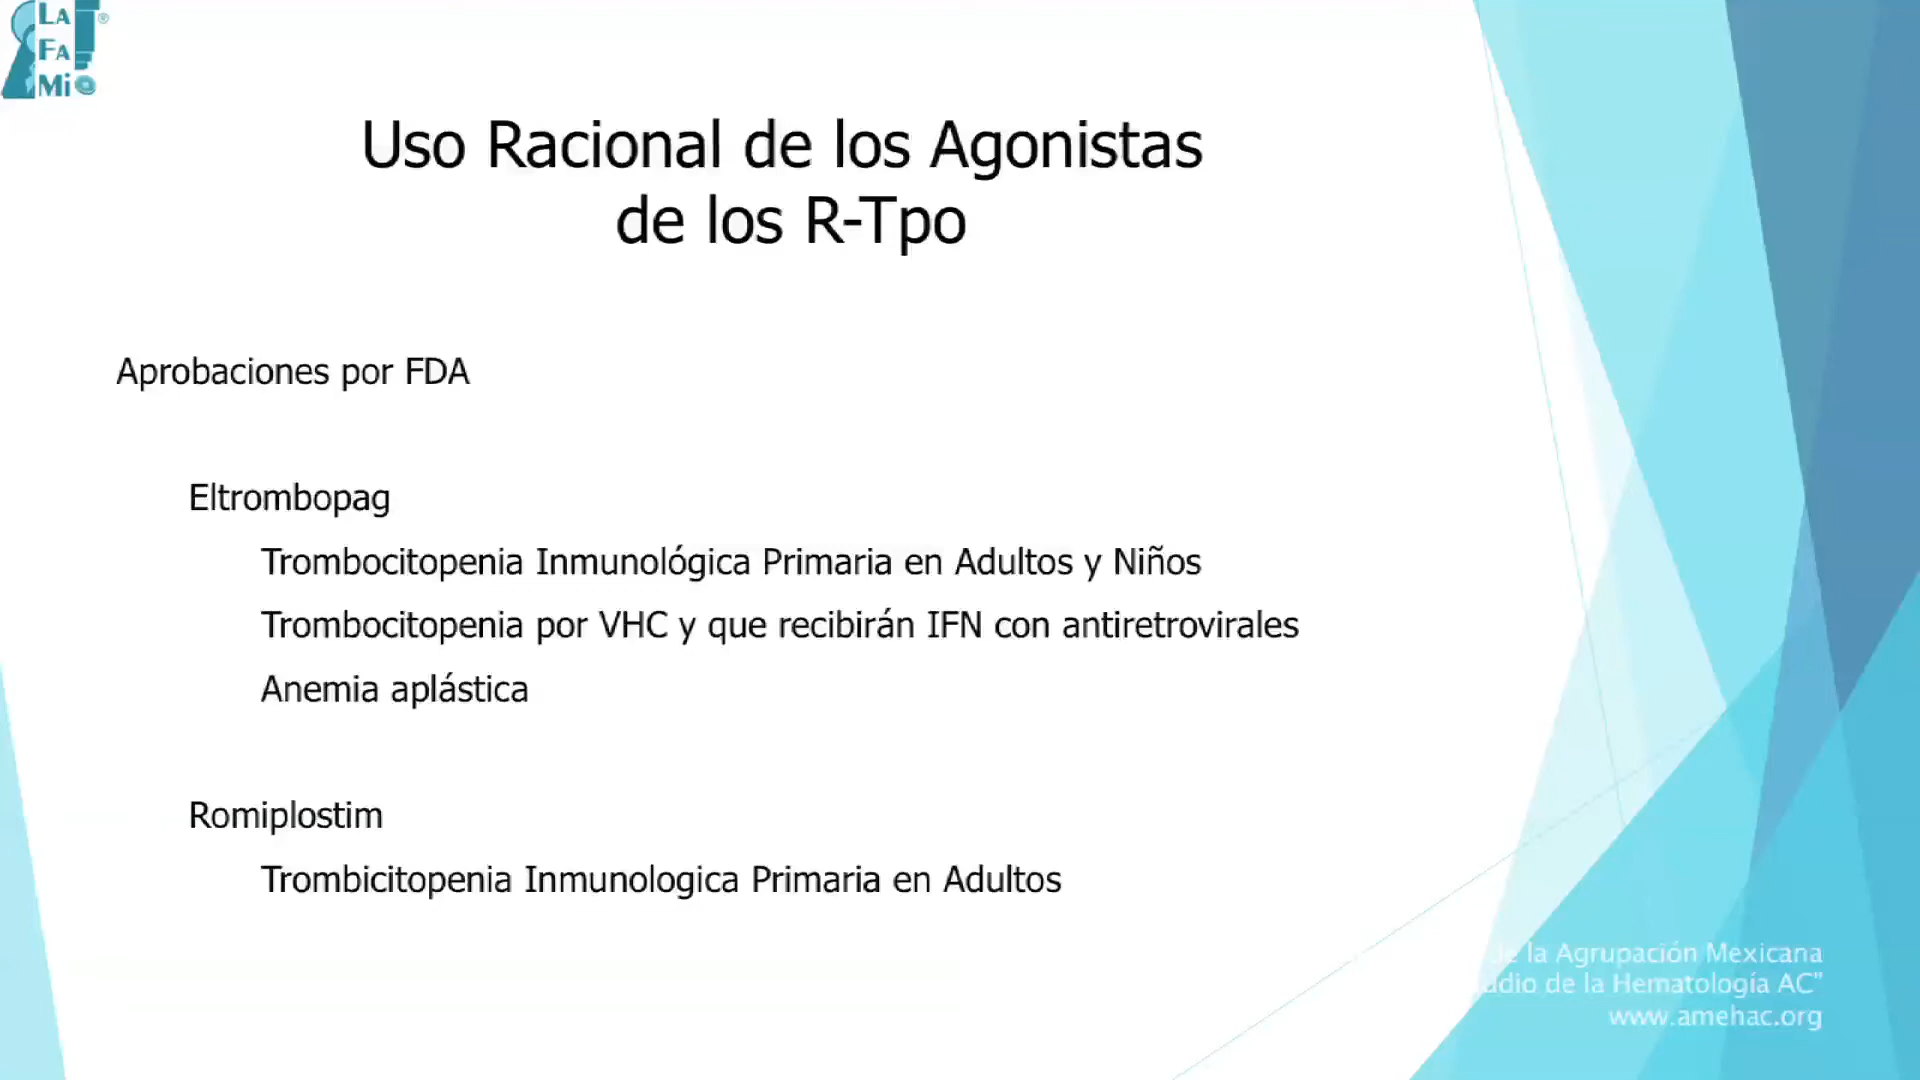 LA
FA
Mi
®
Uso Racional de los Agonistas
de los R-Tpo
Aprobaciones por FDA
Eltrombopag
Trombocitopenia Inmunológica Primaria en Adultos y Niños
Trombocitopenia por VHC y que recibirán IFN con antiretrovirales
Anemia aplástica
Romiplostim
Trombicitopenia Inmunologica Primaria en Adultos
de la Agrupación Mexicana
de la Hematología AC"
www.amehac.org